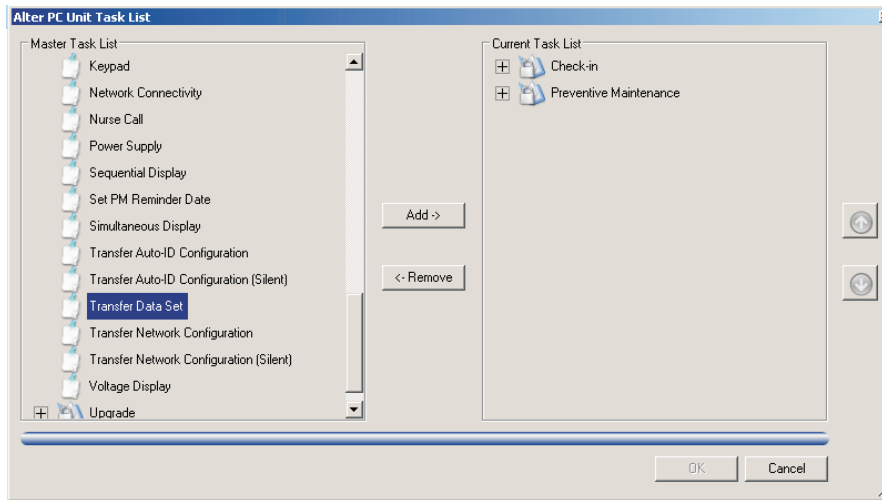 Alter PC Unit Task List
Master Task List
Keypad
Network Connectivity
Nurse Call
Power Supply
Sequential Display
Set PM Reminder Date
Simultaneous Display
Transfer Auto-ID Configuration
Transfer Auto-ID Configuration (Silent)
Transfer Data Set
Transfer Network Configuration
Transfer Network Configuration (Silent)
Voltage Display
Upgrade
Add ->
<- Remove
Current Task List
Check-in
Preventive Maintenance
OK
Cancel